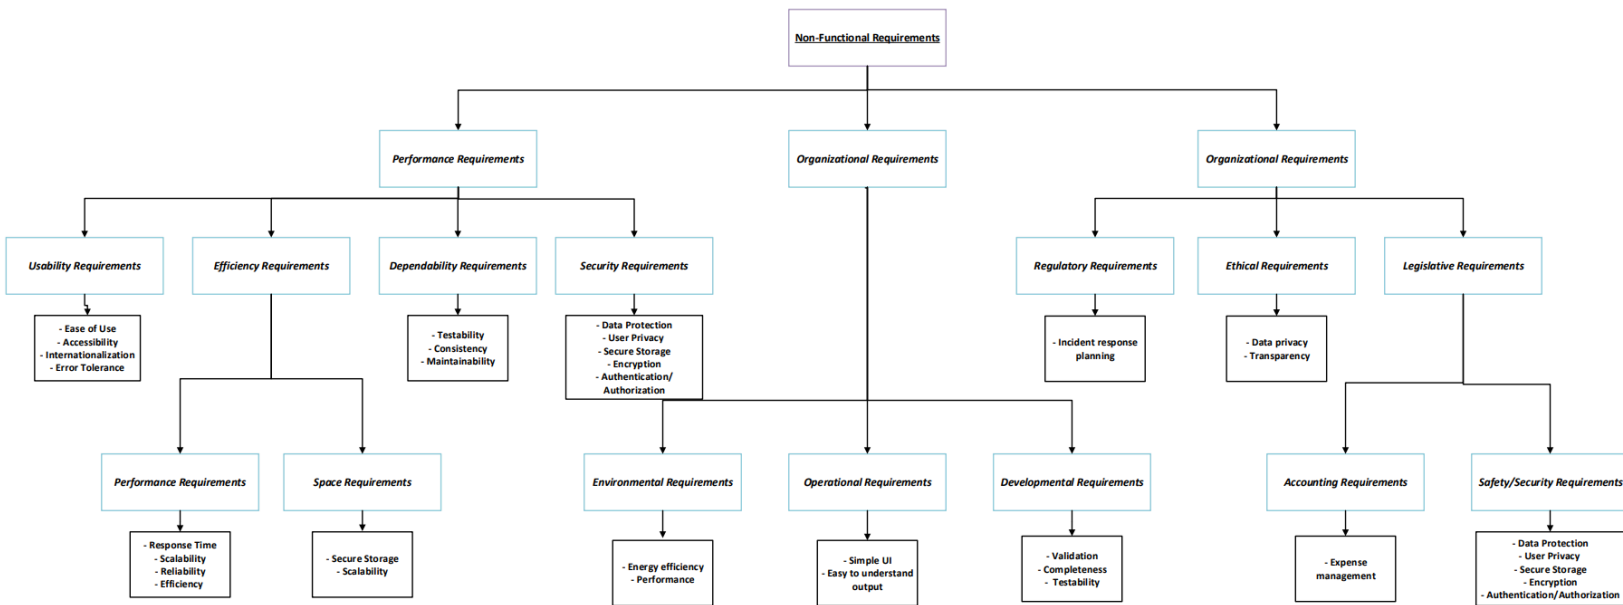 Non-Functional Requirements
Performance Requirements
Organizational Requirements
Organizational Requirements
Usability Requirements
Efficiency Requirements
Dependability Requirements
Security Requirements
Regulatory Requirements
Ethical Requirements
Legislative Requirements
- Ease of Use
- Accessibility
- Internationalization
- Error Tolerance
- Testability
- Consistency
- Maintainability
- Data Protection
- User Privacy
- Secure Storage
- Encryption
- Authentication/
Authorization
- Incident response
planning
- Data privacy
- Transparency
Performance Requirements
Space Requirements
Environmental Requirements
Operational Requirements
Developmental Requirements
Accounting Requirements
Safety/Security Requirements
- Response Time
- Scalability
- Reliability
- Efficiency
- Secure Storage
- Scalability
- Energy efficiency
- Performance
- Simple UI
- Easy to understand
output
- Validation
- Completeness
- Testability
- Expense
management
- Data Protection
- User Privacy
- Secure Storage
- Encryption
- Authentication/Authorization